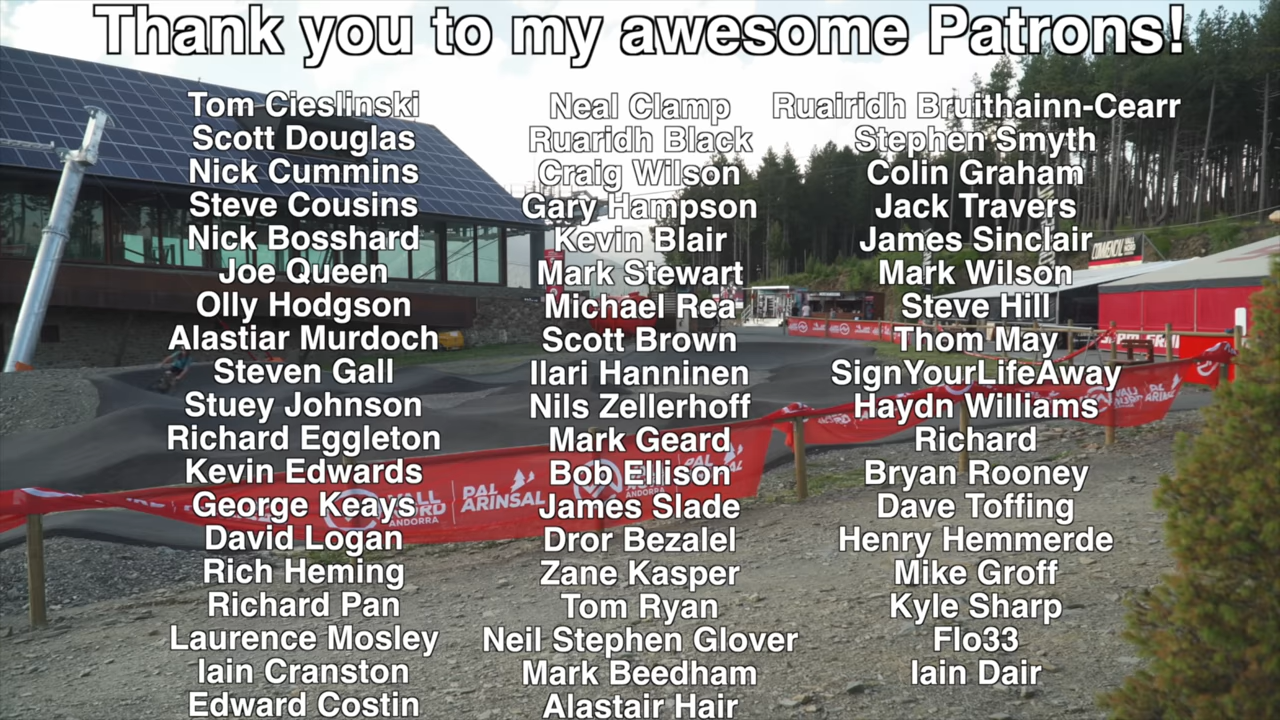 Thank you to my awesome Patrons!
Tom Cieslinski
Scott Douglas
Nick Cummins
Steve Cousins
Nick Bosshard
Joe Queen
Olly Hodgson
Alastiar Murdoch
Steven Gall
Stuey Johnson
Richard Eggleton
Kevin Edwards
George Keays
David Logan
Rich Heming
Richard Pan
Laurence Mosley
Iain Cranston
Edward Costin
Neal Clamp
Ruaridh Black
Craig Wilson
Gary Hampson
Kevin Blair
Mark Stewart
Michael Rea
Scott Brown
Ilari Hanninen
Nils Zellerhoff
Mark Geard
Bob Ellison
James Slade
Dror Bezalel
Zane Kasper
Tom Ryan
Neil Stephen Glover
Mark Beedham
Alastair Hair
Ruairidh Bruithainn-Cearr
Stephen Smyth
Colin Graham
Jack Travers
James Sinclair
Mark Wilson
Steve Hill
Thom May
SignYourLifeAway
Haydn Williams
Richard
Bryan Rooney
Dave Toffing
Henry Hemmerde
Mike Groff
Kyle Sharp
Flo33
Iain Dair
PAL
ARINSAL
ANDORRA